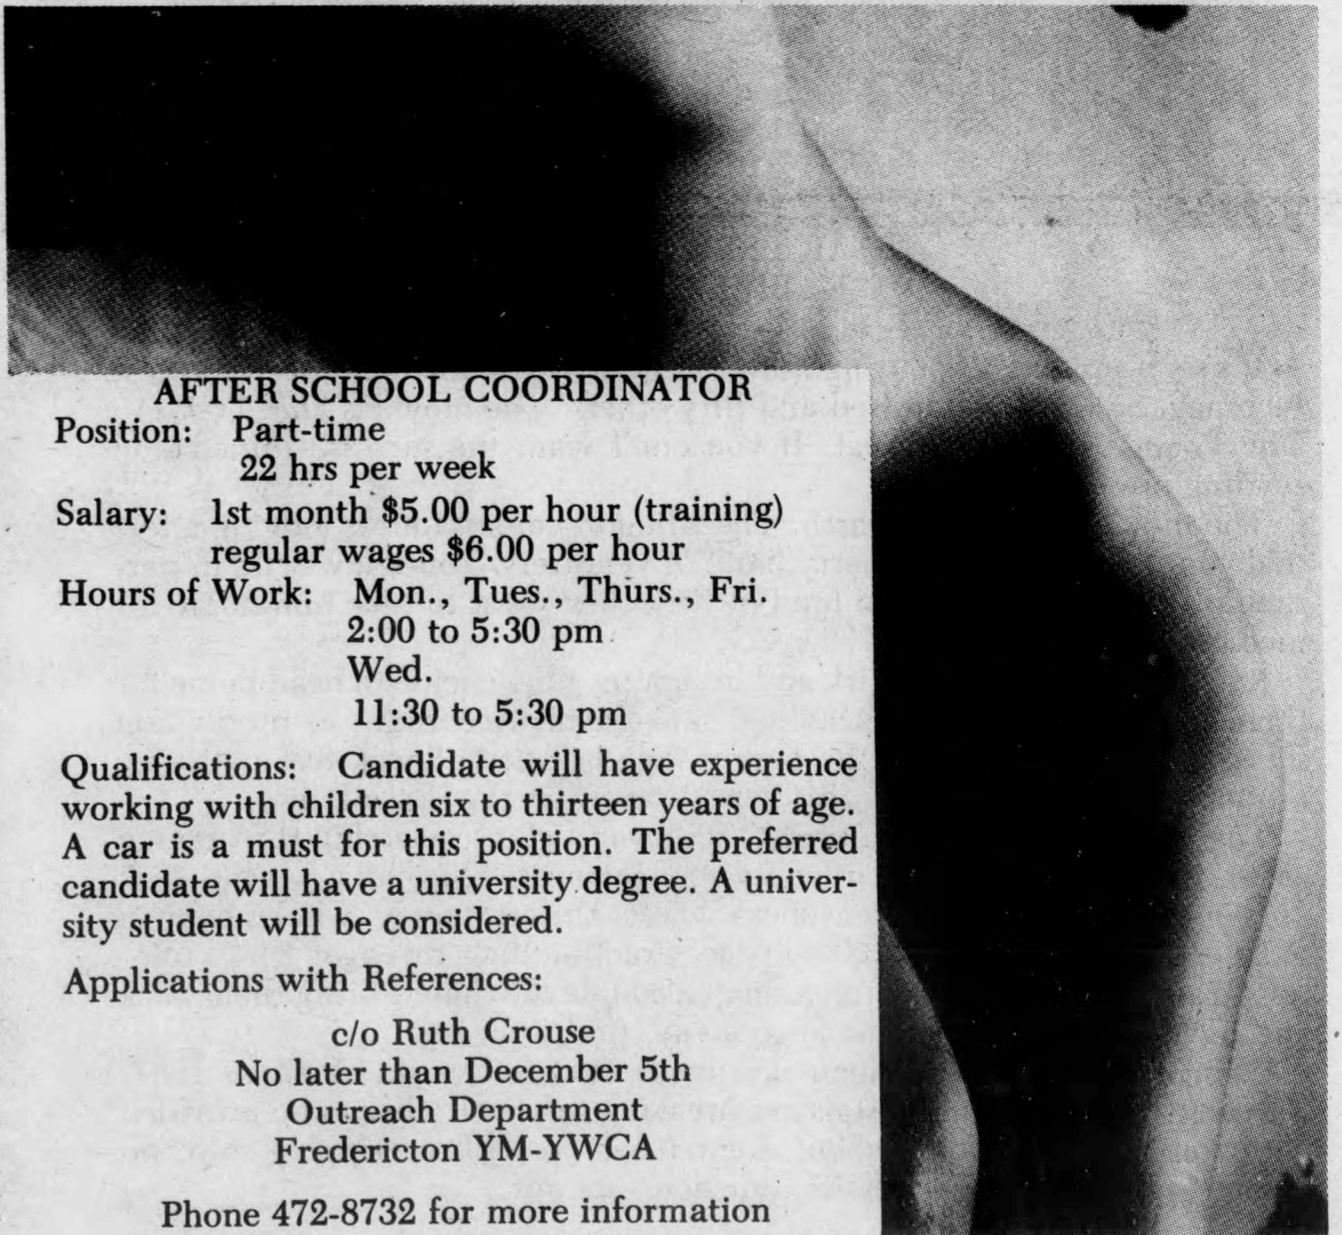 AFTER SCHOOL COORDINATOR
Position: Part-time
22 hrs per week
Salary: 1st month $5.00 per hour (training)
regular wages $6.00 per hour
Hours of Work: Mon., Tues., Thurs., Fri.
2:00 to 5:30 pm
Wed.
11:30 to 5:30 pm
Qualifications: Candidate will have experience
working with children six to thirteen years of age.
A car is a must for this position. The preferred
candidate will have a university degree. A univer-
sity student will be considered.
Applications with References:
c/o Ruth Crouse
No later than December 5th
Outreach Department
Fredericton YM-YWCA
Phone 472-8732 for more information